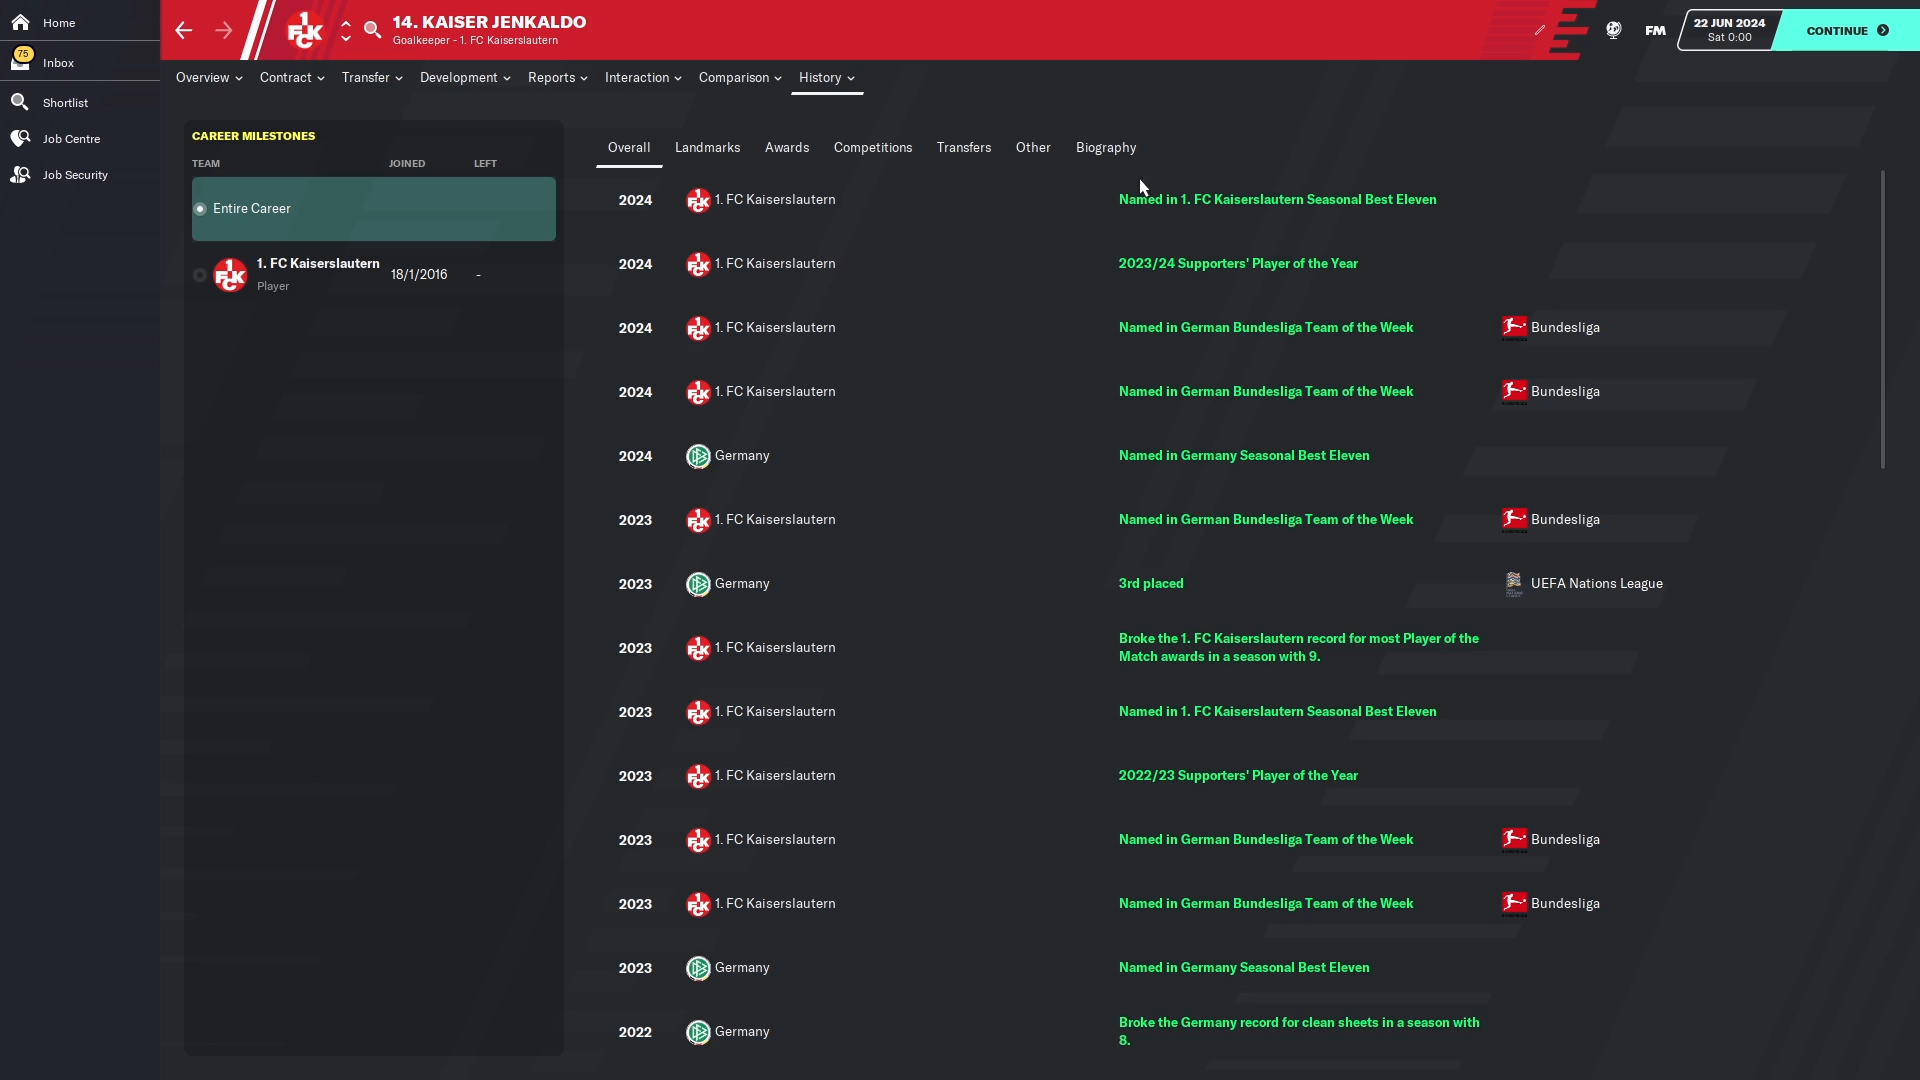 Home
75
Inbox
Shortlist
Job Centre
Job Security
14. KAISER JENKALDO
Goalkeeper - 1. FC Kaiserslautern
FM
22 JUN 2024
Sat 0:00
CONTINUE
Overview
Contract
Transfer
Development
Reports
Interaction
Comparison
History
CAREER MILESTONES
TEAM JOINED LEFT
Entire Career
1. FC Kaiserslautern
Player
18/1/2016 -
Overall Landmarks Awards Competitions Transfers Other Biography
2024 1. FC Kaiserslautern Named in 1. FC Kaiserslautern Seasonal Best Eleven
2024 1. FC Kaiserslautern 2023/24 Supporters' Player of the Year
2024 1. FC Kaiserslautern Named in German Bundesliga Team of the Week Bundesliga
2024 1. FC Kaiserslautern Named in German Bundesliga Team of the Week Bundesliga
2024 Germany Named in Germany Seasonal Best Eleven
2023 1. FC Kaiserslautern Named in German Bundesliga Team of the Week Bundesliga
2023 Germany 3rd placed UEFA Nations League
2023 1. FC Kaiserslautern Broke the 1. FC Kaiserslautern record for most Player of the
Match awards in a season with 9.
2023 1. FC Kaiserslautern Named in 1. FC Kaiserslautern Seasonal Best Eleven
2023 1. FC Kaiserslautern 2022/23 Supporters' Player of the Year
2023 1. FC Kaiserslautern Named in German Bundesliga Team of the Week Bundesliga
2023 1. FC Kaiserslautern Named in German Bundesliga Team of the Week Bundesliga
2023 Germany Named in Germany Seasonal Best Eleven
2022 Germany Broke the Germany record for clean sheets in a season with
8.